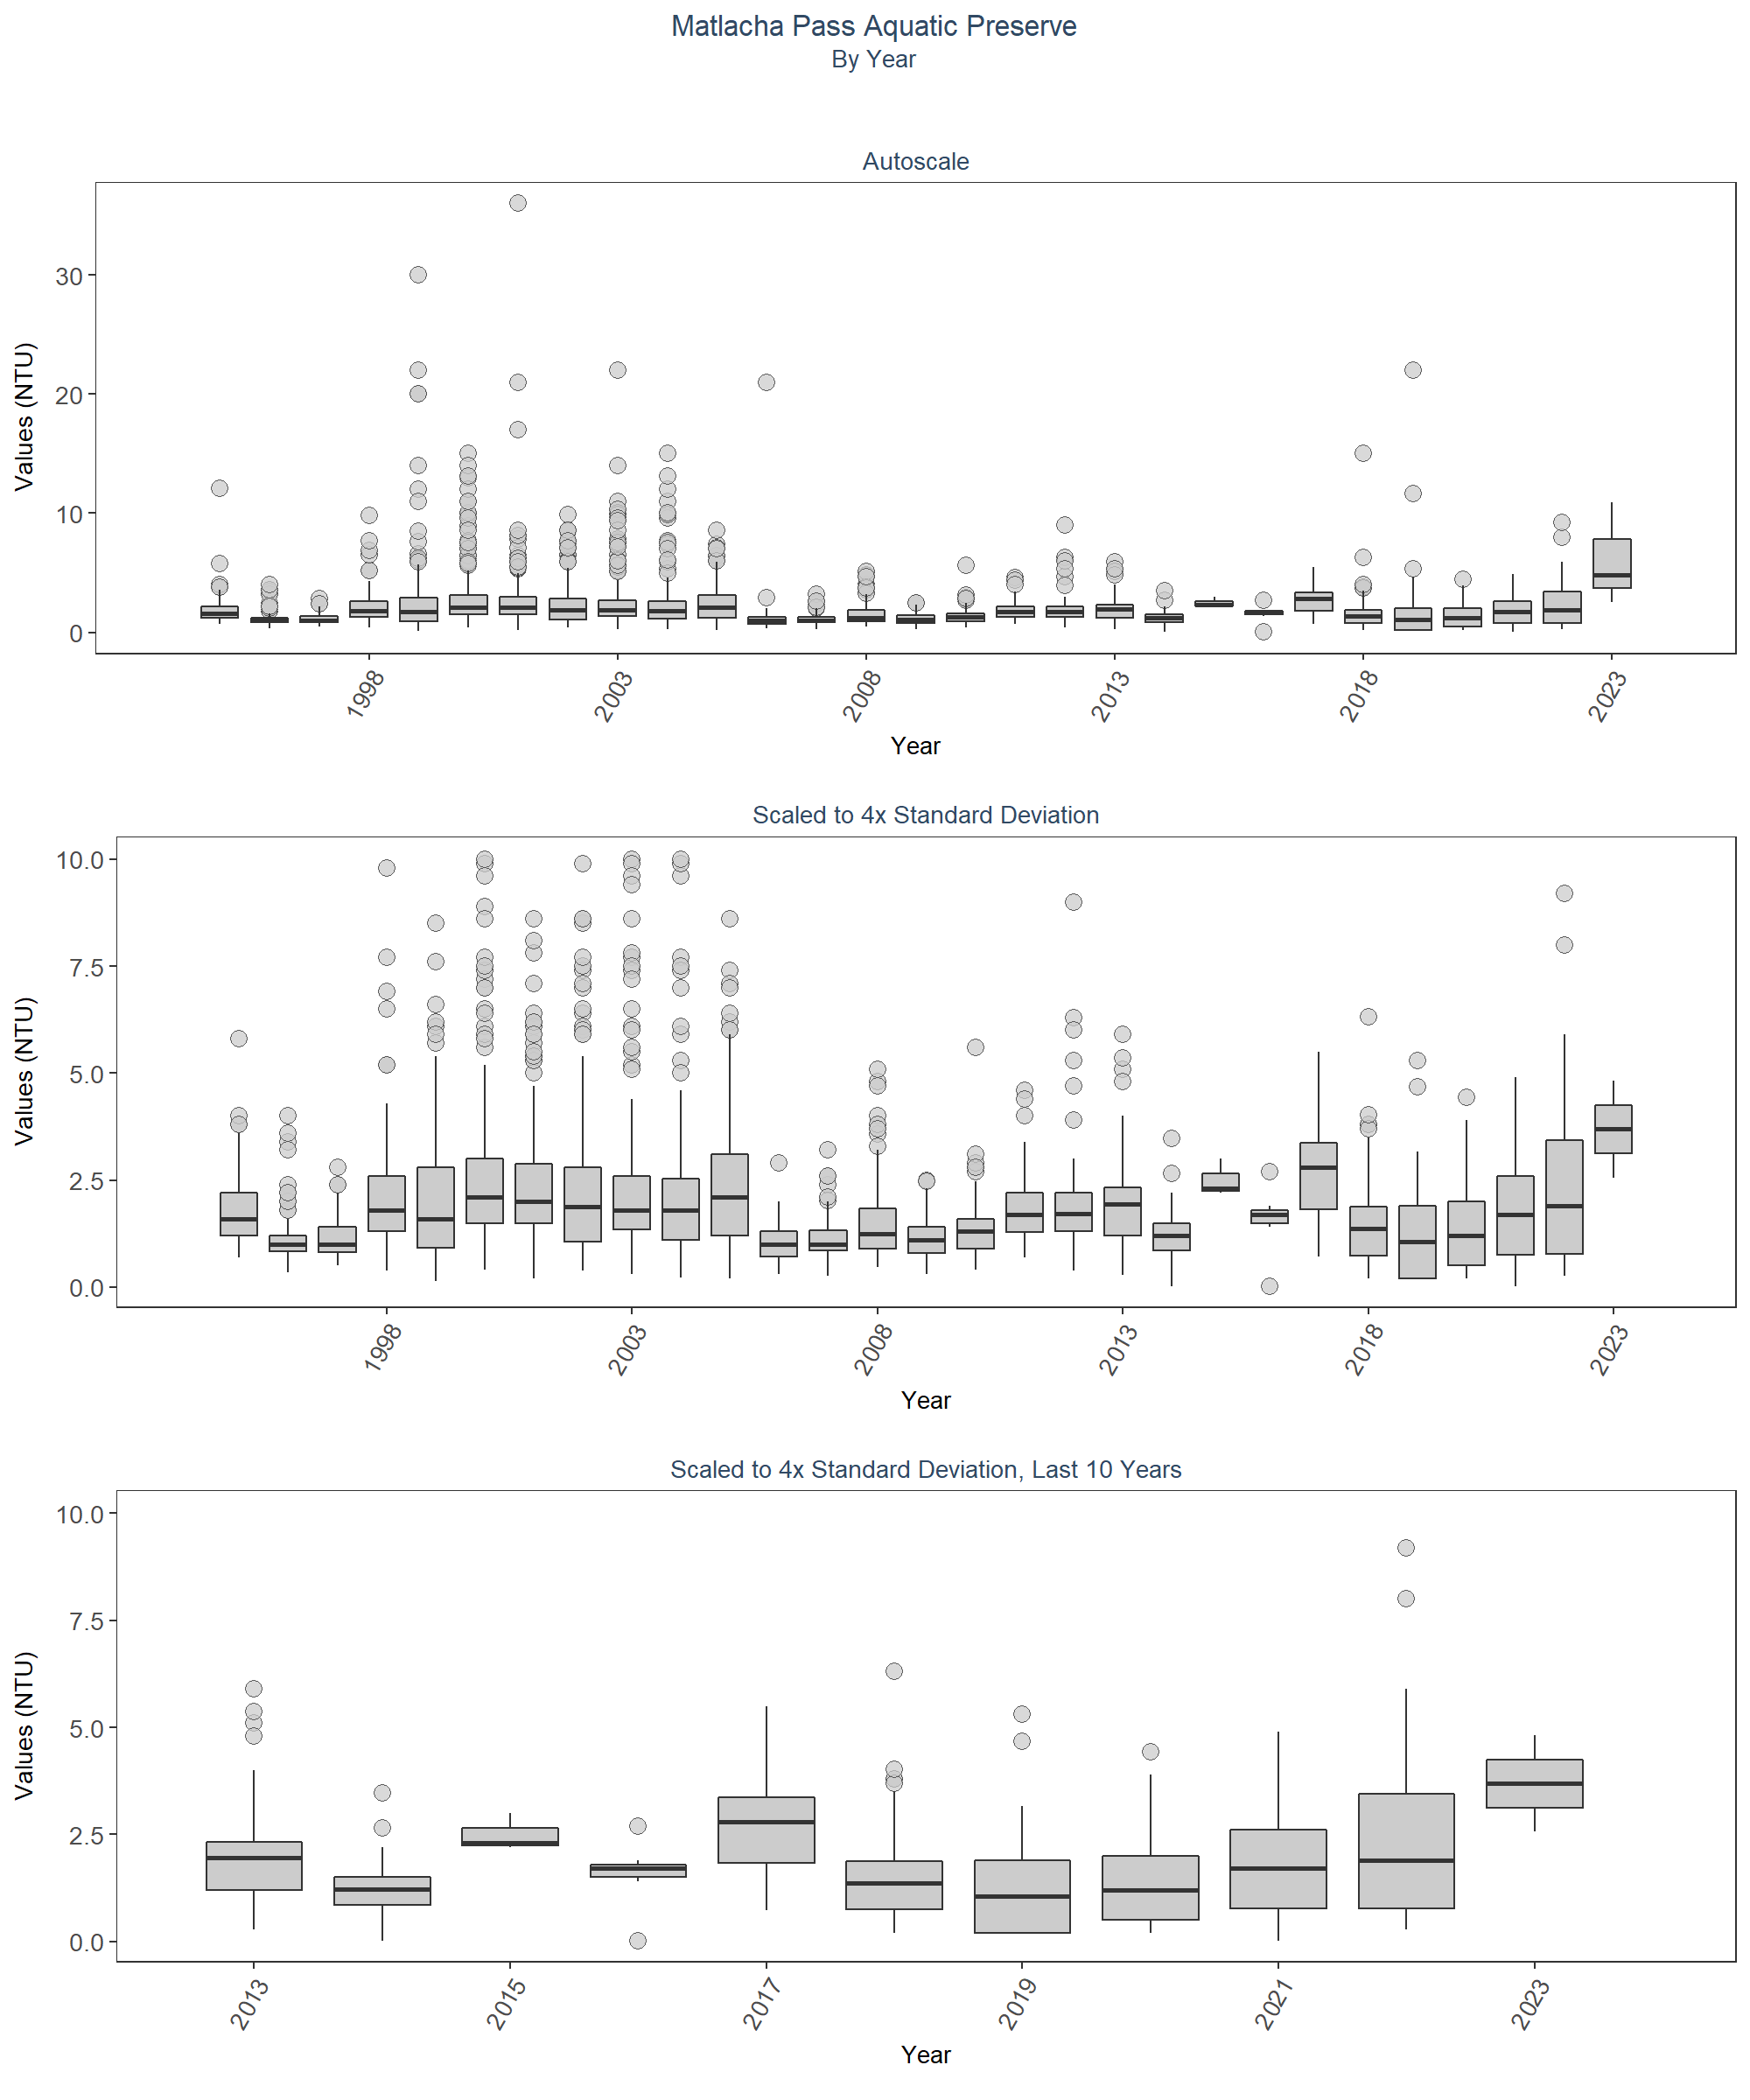 Matlacha Pass Aquatic Preserve
By Year
Autoscale
Values (NTU)
30
20
10
0
1998
2003
2008
2013
2018
2023
Year
Scaled to 4x Standard Deviation
Values (NTU)
10.0
7.5
5.0
2.5
0.0
1998
2003
2008
2013
2018
2023
Year
Scaled to 4x Standard Deviation, Last 10 Years
Values (NTU)
10.0
7.5
5.0
2.5
0.0
2013
2015
2017
2019
2021
2023
Year